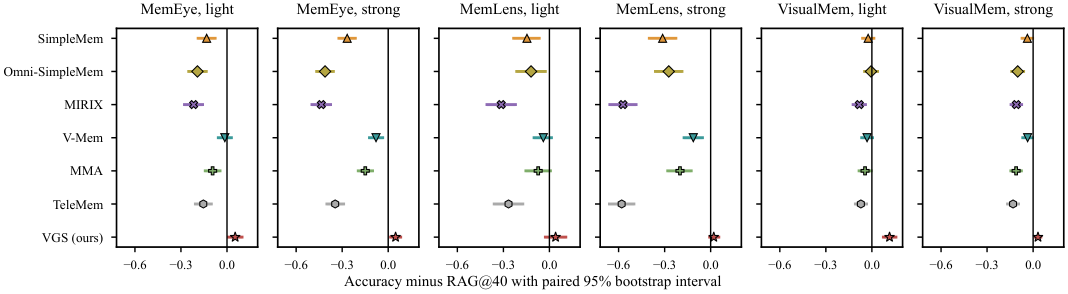 MemEye, light
MemEye, strong
MemLens, light
MemLens, strong
VisualMem, light
VisualMem, strong
SimpleMem
Omni-SimpleMem
MIRIX
V-Mem
MMA
TeleMem
VGS (ours)
−0.6 −0.3 0.0
−0.6 −0.3 0.0
−0.6 −0.3 0.0
−0.6 −0.3 0.0
−0.6 −0.3 0.0
−0.6 −0.3 0.0
Accuracy minus RAG@40 with paired 95% bootstrap interval